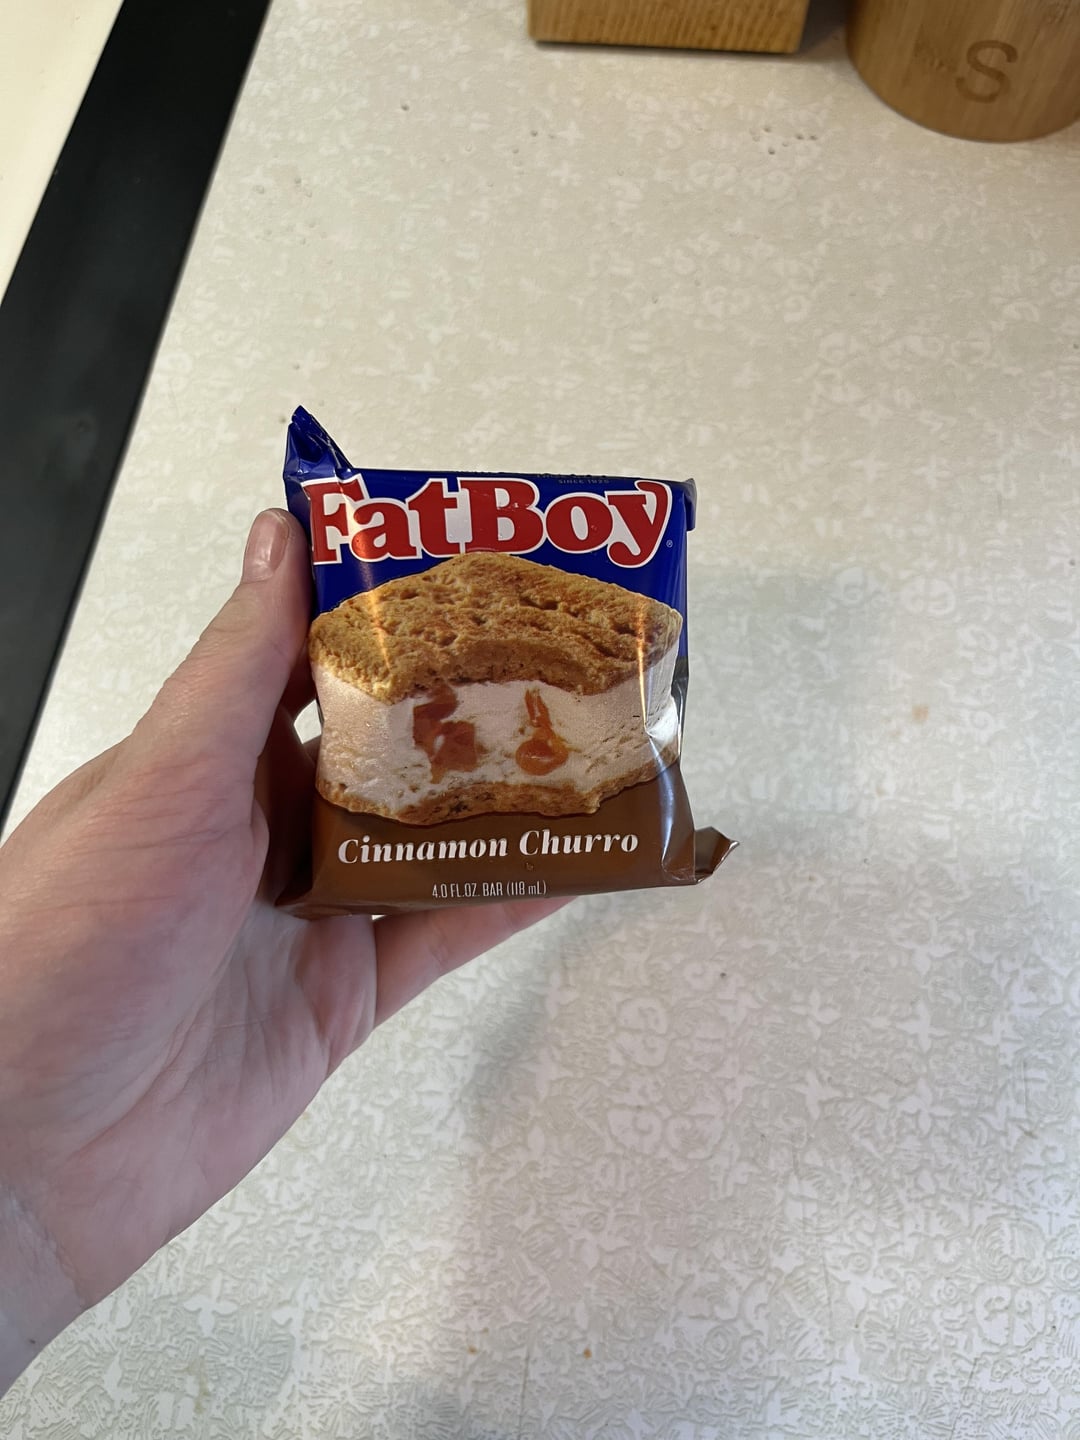 S
SINCE 1925
FatBoy®
Cinnamon Churro
4.0 FL.OZ. BAR (118 mL)